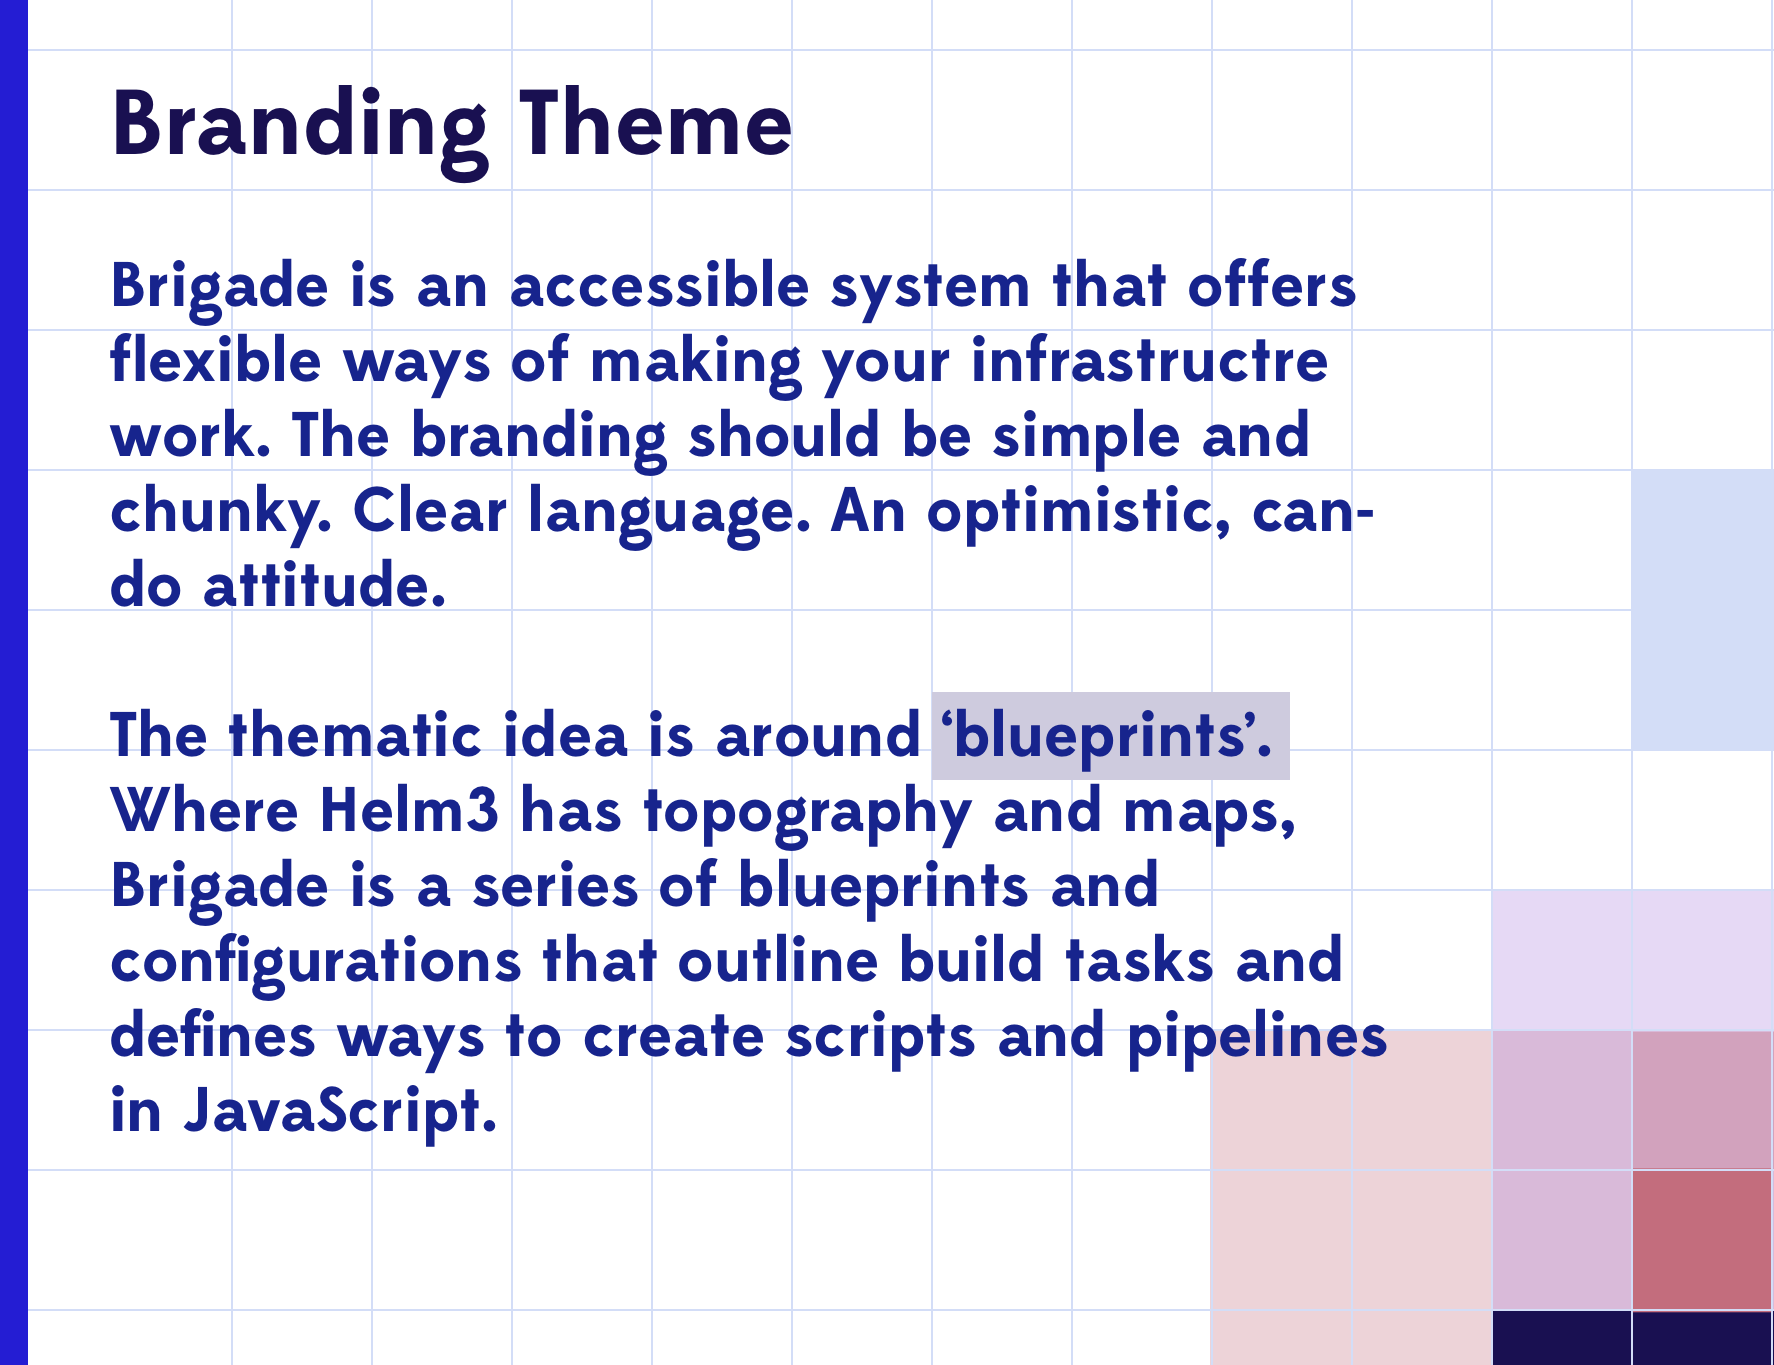 Branding Theme
Brigade is an accessible system that offers
flexible ways of making your infrastructre
work. The branding should be simple and
chunky. Clear language. An optimistic, can-
do attitude.
The thematic idea is around ‘blueprints’.
Where Helm3 has topography and maps,
Brigade is a series of blueprints and
configurations that outline build tasks and
defines ways to create scripts and pipelines
in JavaScript.